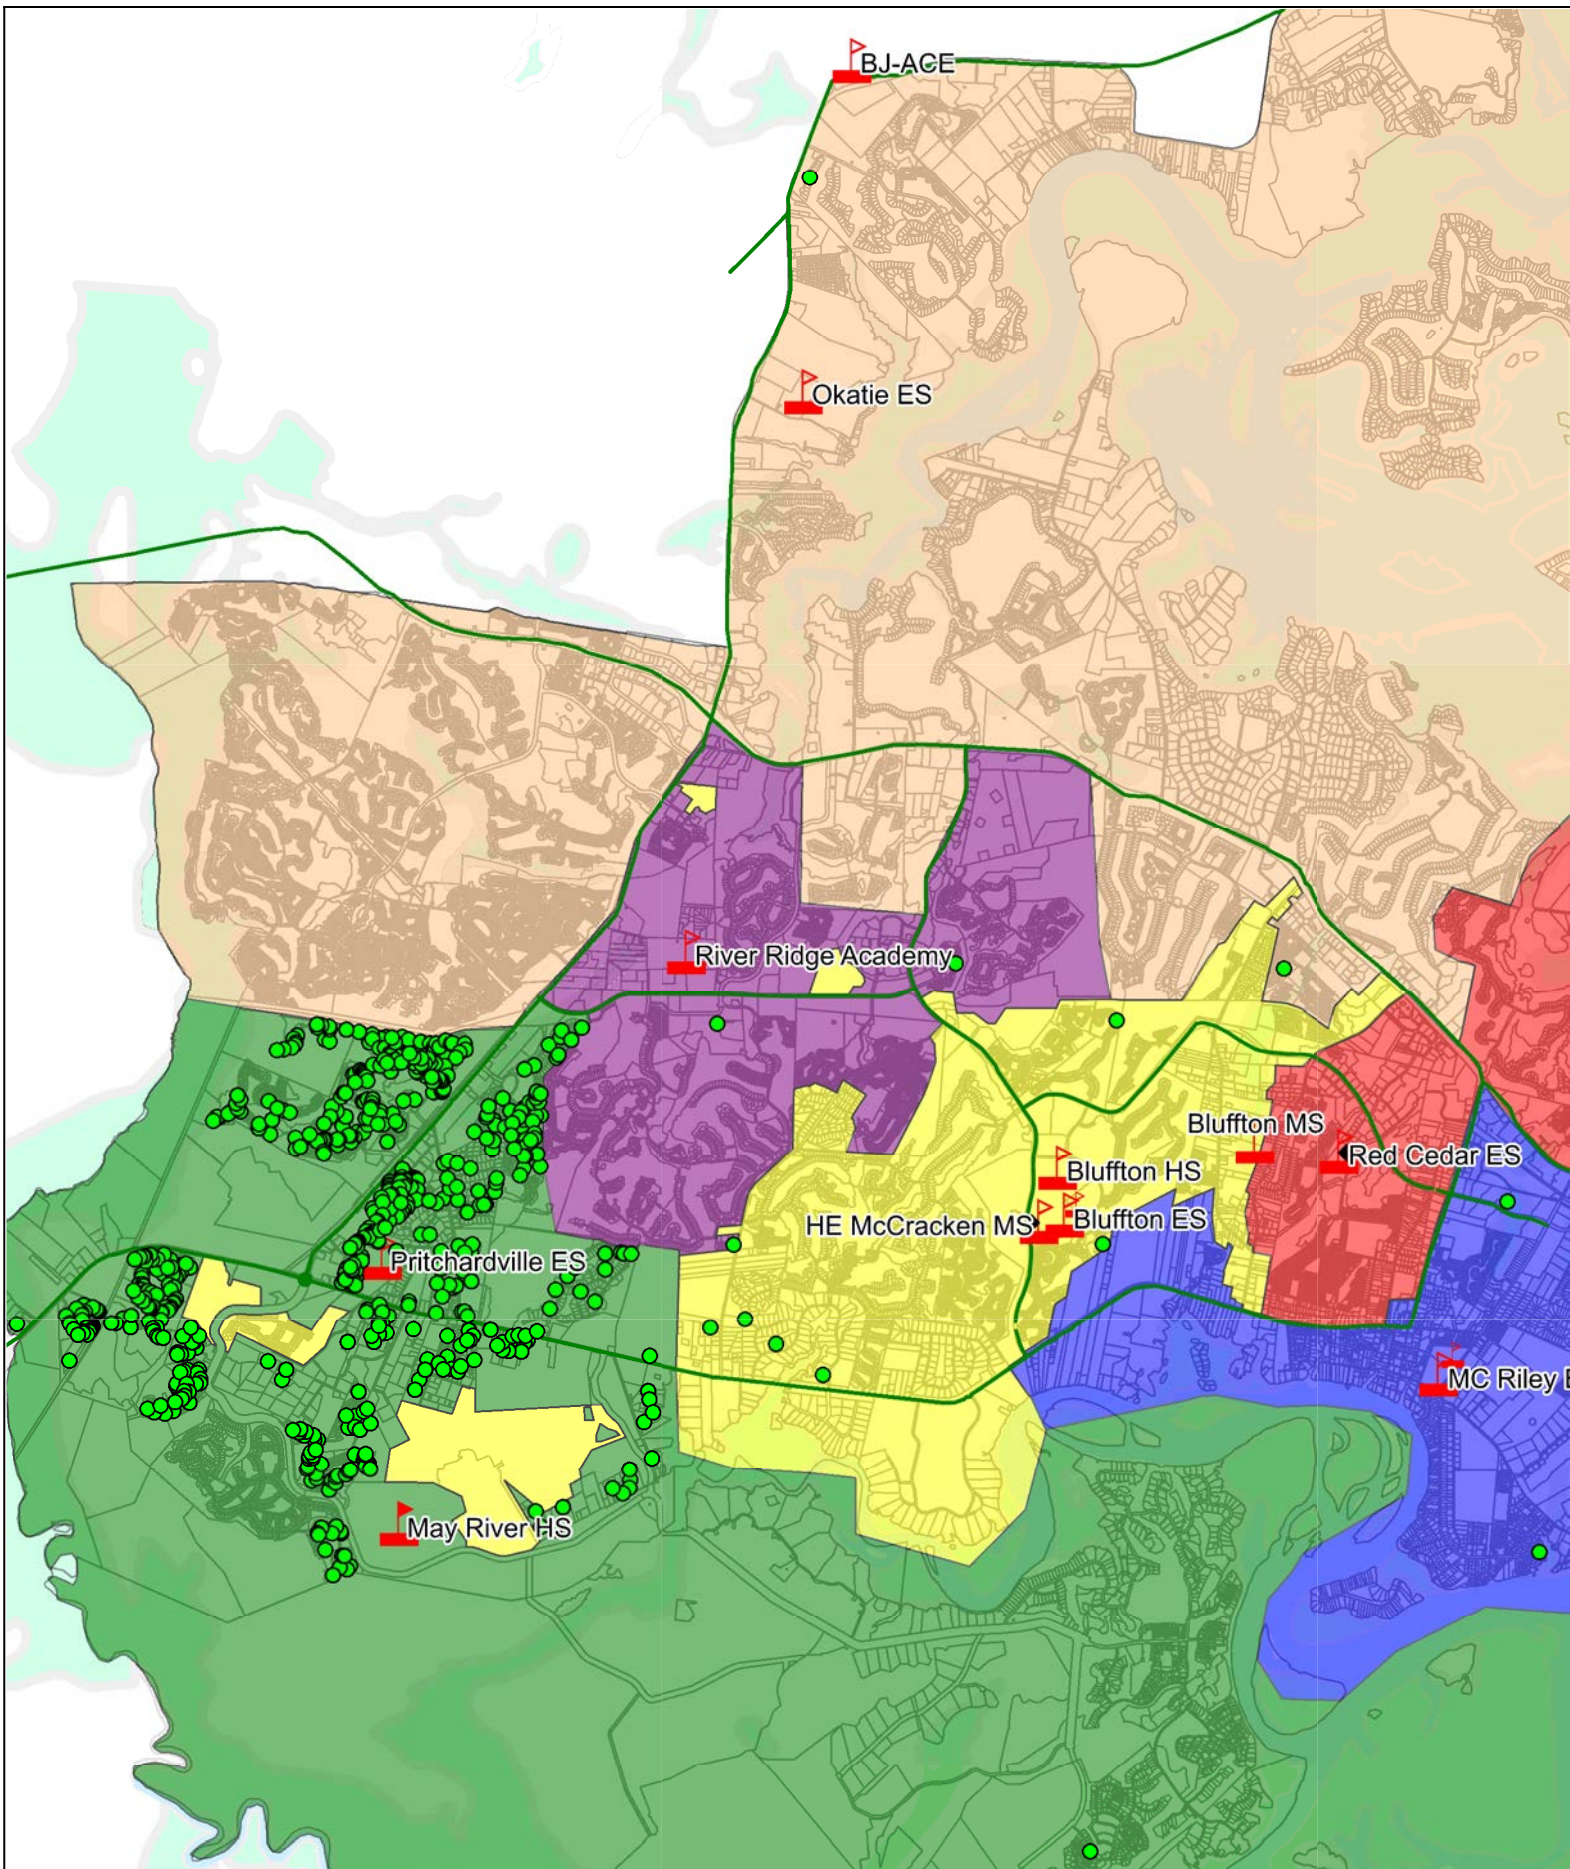 BJ-ACE
Okatie ES
River Ridge Academy
Bluffton MS
Red Cedar ES
Bluffton HS
HE McCracken MS
Bluffton ES
Pritchardville ES
MC Riley E
May River HS